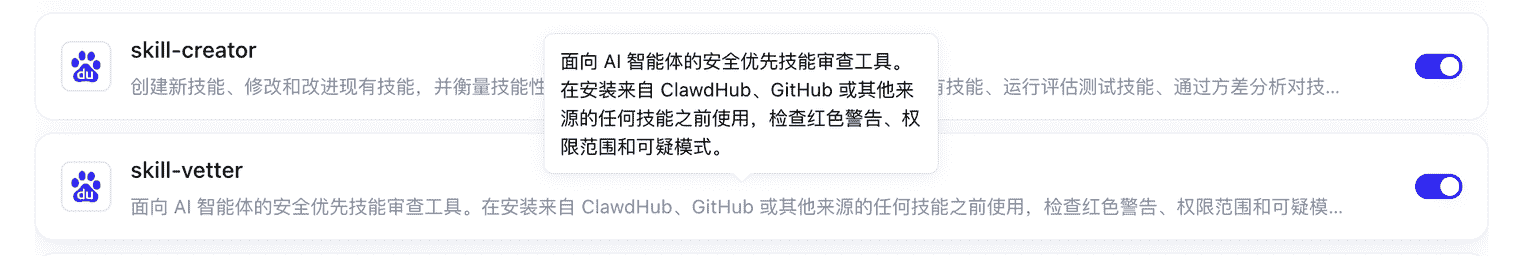 skill-creator
创建新技能、修改和改进现有技能，并衡量技能性
有技能、运行评估测试技能、通过方差分析对技...
面向 AI 智能体的安全优先技能审查工具。
在安装来自 ClawdHub、GitHub 或其他来
源的任何技能之前使用，检查红色警告、权
限范围和可疑模式。
skill-vetter
面向 AI 智能体的安全优先技能审查工具。在安装来自 ClawdHub、GitHub 或其他来源的任何技能之前使用，检查红色警告、权限范围和可疑模...
du
du